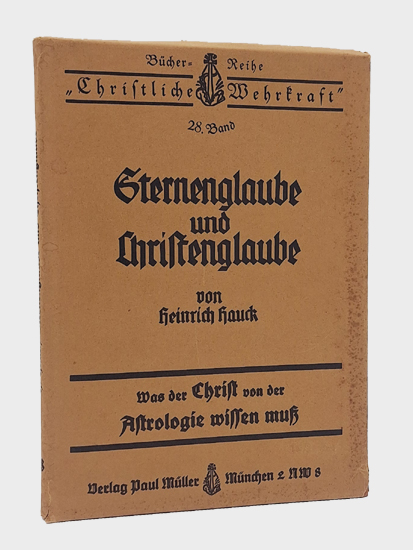 Bücher- Reihe
„Christliche Wehrkraft"
28. Band
Sternenglaube
und
Christenglaube
von
Heinrich Hauck
Was der Christ von der
Astrologie wissen muß
Verlag Paul Müller München 2 NW 8